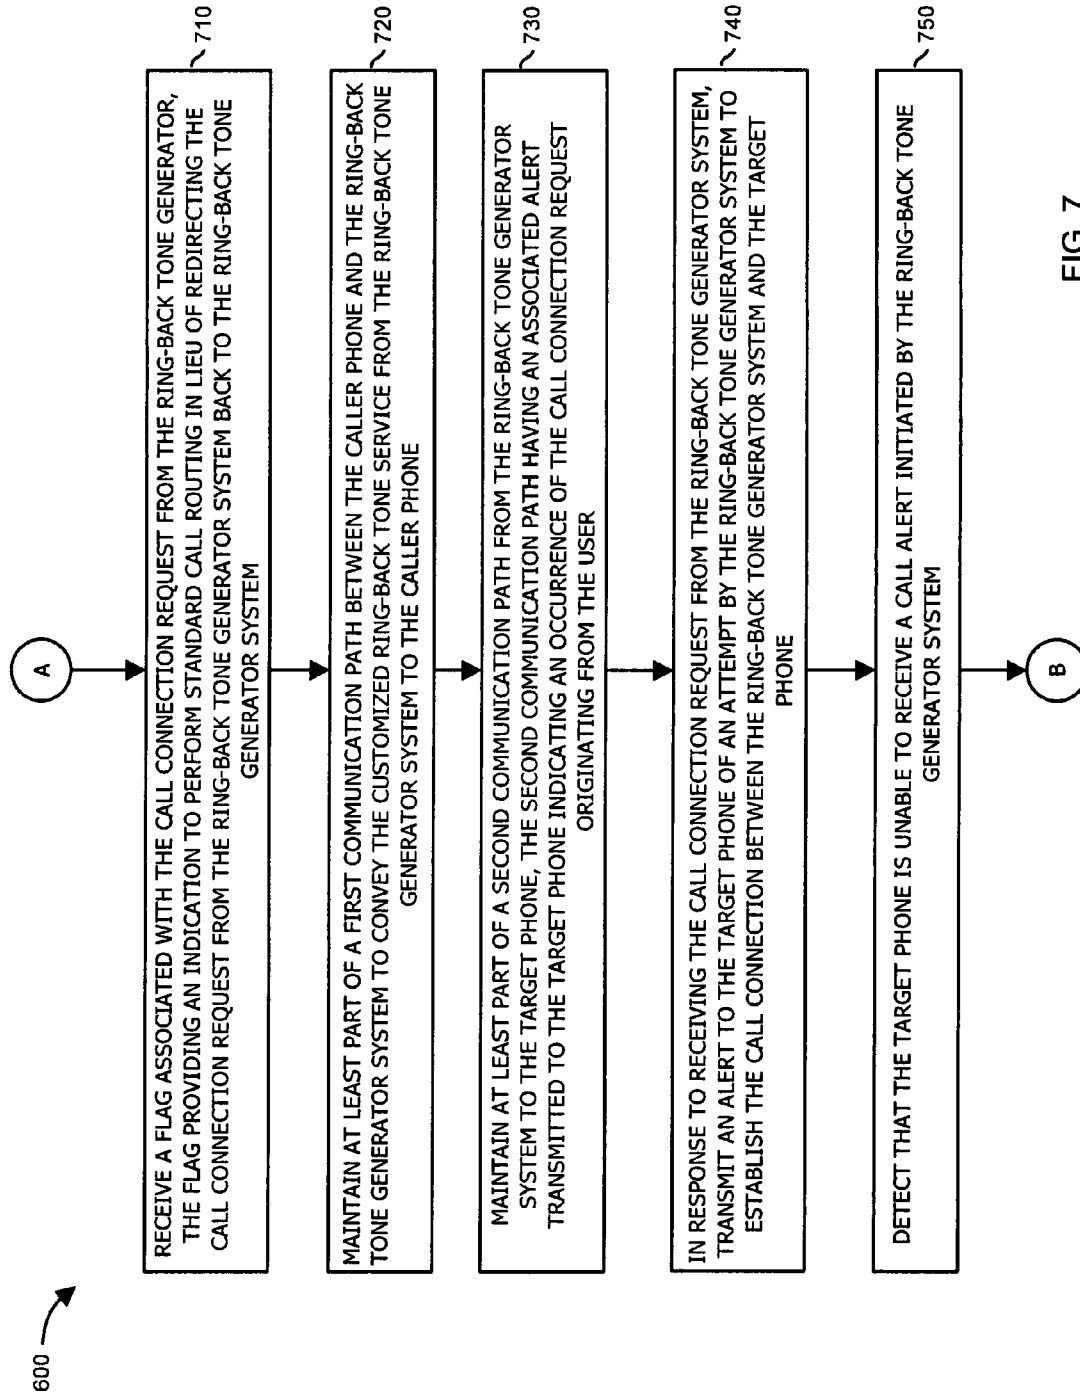 600
A
RECEIVE A FLAG ASSOCIATED WITH THE CALL CONNECTION REQUEST FROM THE RING-BACK TONE GENERATOR,
THE FLAG PROVIDING AN INDICATION TO PERFORM STANDARD CALL ROUTING IN LIEU OF REDIRECTING THE
CALL CONNECTION REQUEST FROM THE RING-BACK TONE GENERATOR SYSTEM BACK TO THE RING-BACK TONE
GENERATOR SYSTEM
710
MAINTAIN AT LEAST PART OF A FIRST COMMUNICATION PATH BETWEEN THE CALLER PHONE AND THE RING-BACK
TONE GENERATOR SYSTEM TO CONVEY THE CUSTOMIZED RING-BACK TONE SERVICE FROM THE RING-BACK TONE
GENERATOR SYSTEM TO THE CALLER PHONE
720
MAINTAIN AT LEAST PART OF A SECOND COMMUNICATION PATH FROM THE RING-BACK TONE GENERATOR
SYSTEM TO THE TARGET PHONE, THE SECOND COMMUNICATION PATH HAVING AN ASSOCIATED ALERT
TRANSMITTED TO THE TARGET PHONE INDICATING AN OCCURRENCE OF THE CALL CONNECTION REQUEST
ORIGINATING FROM THE USER
730
IN RESPONSE TO RECEIVING THE CALL CONNECTION REQUEST FROM THE RING-BACK TONE GENERATOR SYSTEM,
TRANSMIT AN ALERT TO THE TARGET PHONE OF AN ATTEMPT BY THE RING-BACK TONE GENERATOR SYSTEM TO
ESTABLISH THE CALL CONNECTION BETWEEN THE RING-BACK TONE GENERATOR SYSTEM AND THE TARGET
PHONE
740
DETECT THAT THE TARGET PHONE IS UNABLE TO RECEIVE A CALL ALERT INITIATED BY THE RING-BACK TONE
GENERATOR SYSTEM
750
B
FIG. 7